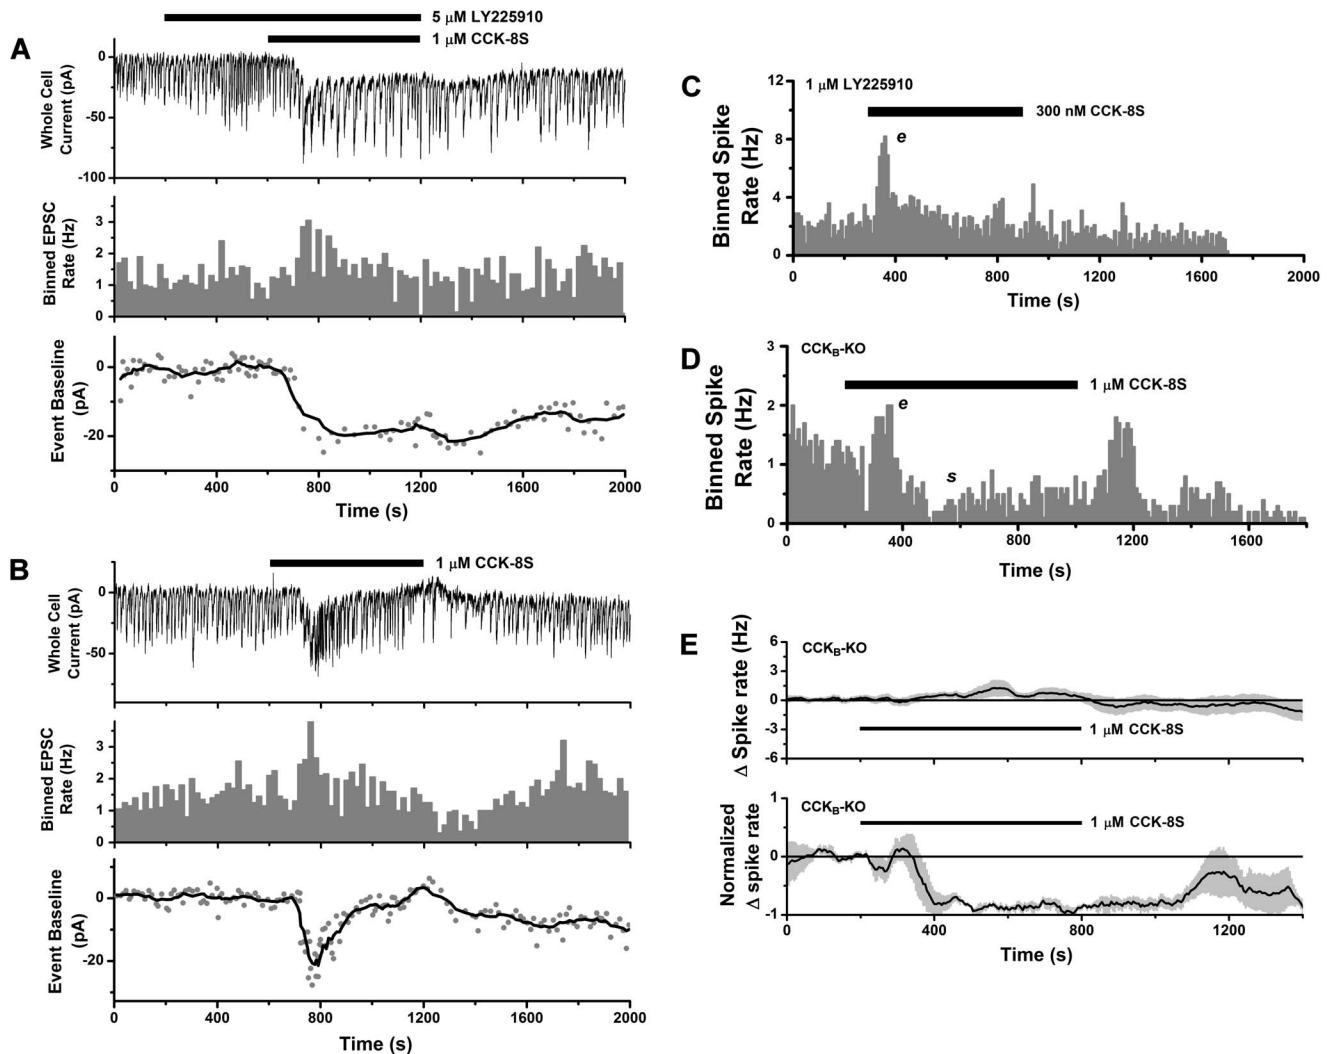 A
5 μM LY225910
1 μM CCK-8S
Whole Cell
Current (pA)
0
-50
-100
Binned EPSC
Rate (Hz)
3
2
1
0
Event Baseline
(pA)
0
-20
0 400 800 1200 1600 2000
Time (s)
B
1 μM CCK-8S
Whole Cell
Current (pA)
0
-50
Binned EPSC
Rate (Hz)
3
2
1
0
Event Baseline
(pA)
0
-20
0 400 800 1200 1600 2000
Time (s)
C
1 μM LY225910
300 nM CCK-8S
e
Binned Spike
Rate (Hz)
12
8
4
0
0 400 800 1200 1600 2000
Time (s)
D
CCKB-KO
1 μM CCK-8S
e
s
Binned Spike
Rate (Hz)
3
2
1
0
0 400 800 1200 1600
Time (s)
E
CCKB-KO
1 μM CCK-8S
Δ Spike rate (Hz)
6
3
0
-3
-6
CCKB-KO
1 μM CCK-8S
Normalized
Δ spike rate
1
0
-1
0 400 800 1200
Time (s)